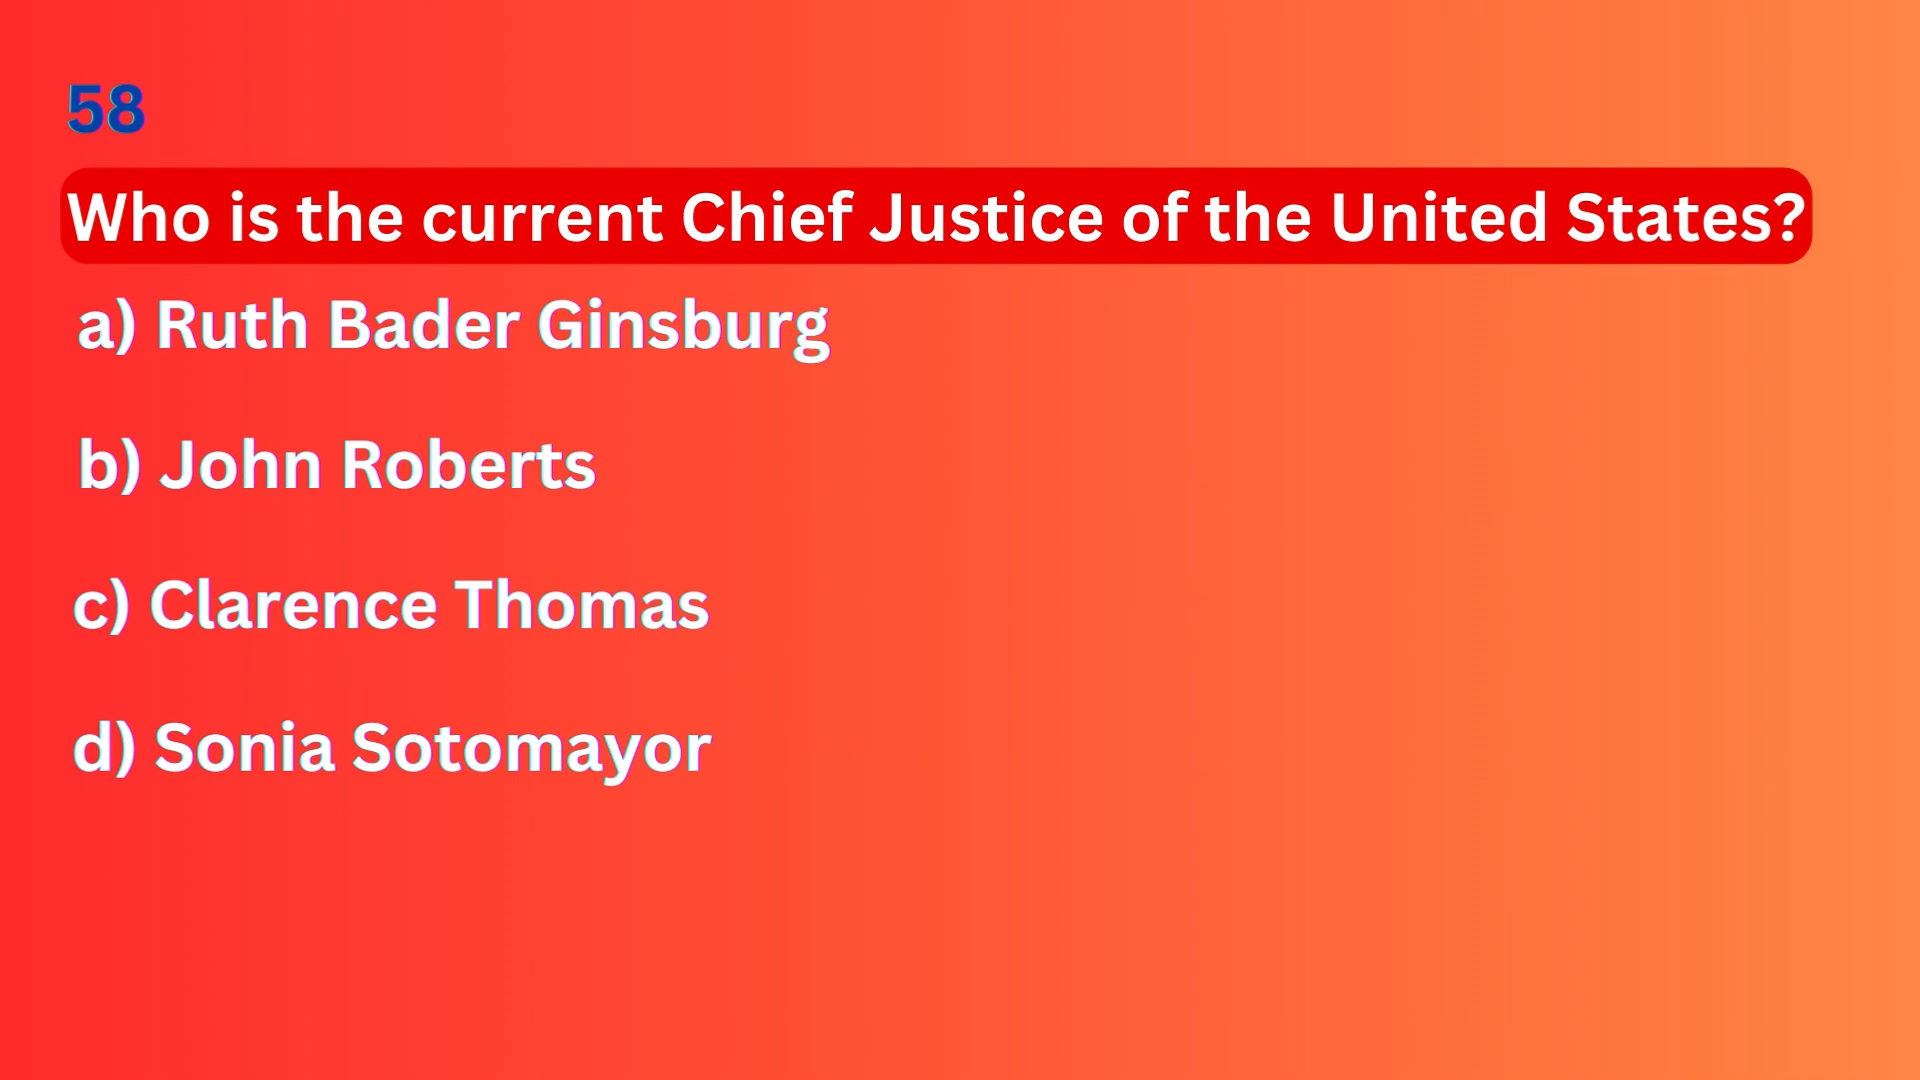 58
Who is the current Chief Justice of the United States?
a) Ruth Bader Ginsburg
b) John Roberts
c) Clarence Thomas
d) Sonia Sotomayor